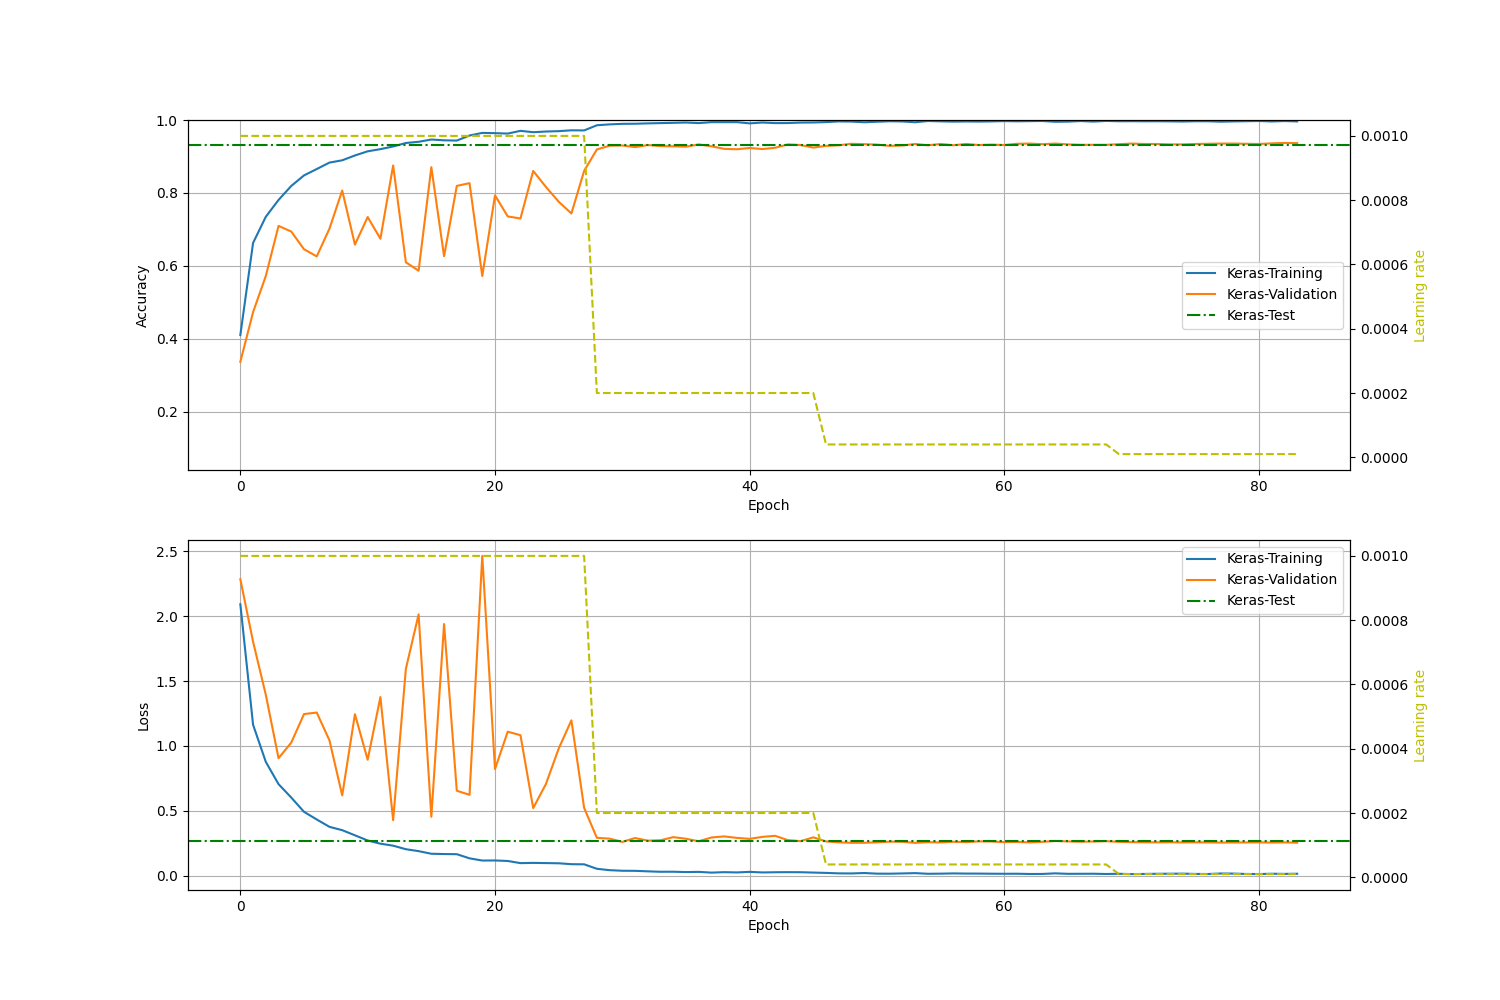 1.0
0.8
0.6
0.4
0.2
Accuracy
0.0010
0.0008
0.0006
0.0004
0.0002
0.0000
Learning rate
Keras-Training
Keras-Validation
Keras-Test
0 20 40 60 80
Epoch
2.5
2.0
1.5
1.0
0.5
0.0
Loss
0.0010
0.0008
0.0006
0.0004
0.0002
0.0000
Learning rate
Keras-Training
Keras-Validation
Keras-Test
0 20 40 60 80
Epoch